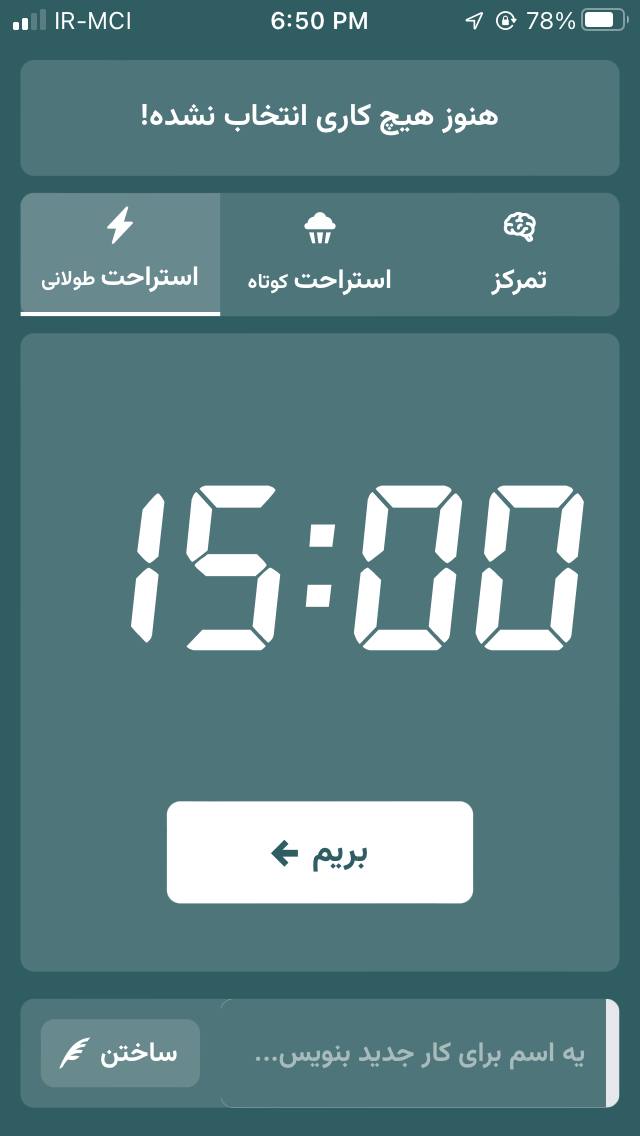 IR-MCI 6:50 PM 78%
هنوز هیچ کاری انتخاب نشده!
تمرکز
استراحت کوتاه
استراحت طولانی
15:00
بریم ←
یه اسم برای کار جدید بنویس...
ساختن